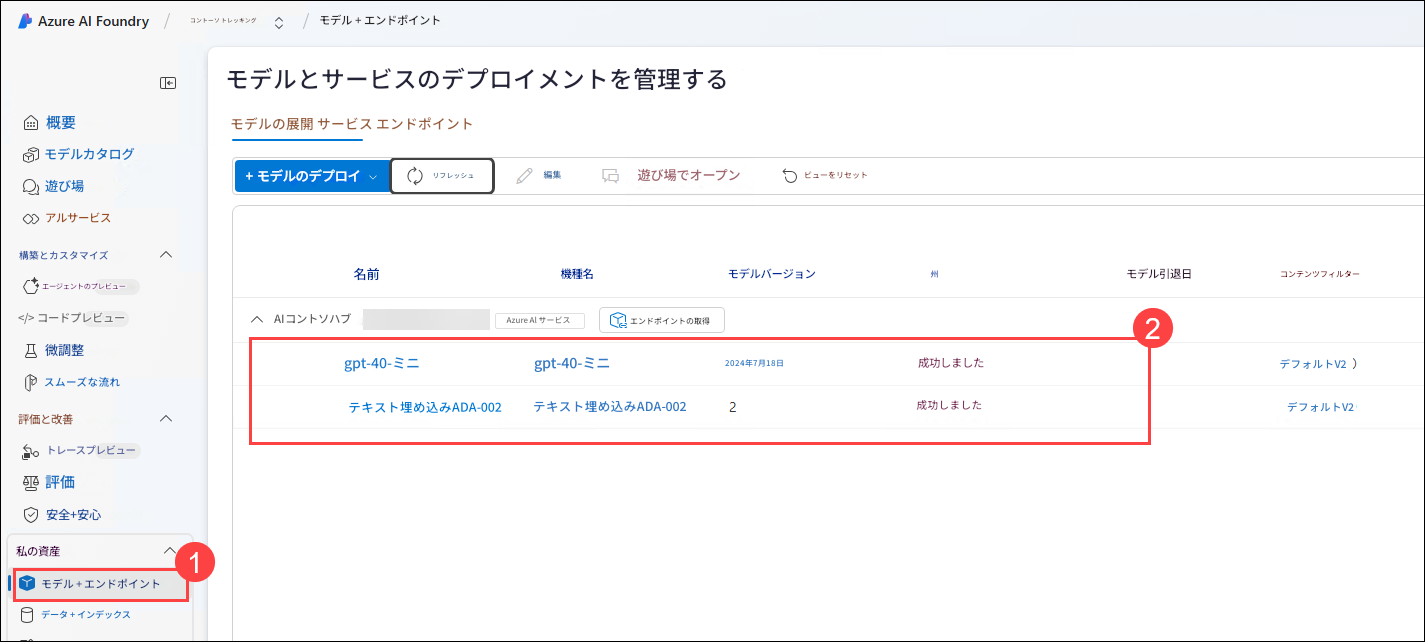 Azure AI Foundry / コントーソトレッキング / モデル + エンドポイント
概要
モデルカタログ
遊び場
アルサービス
構築とカスタマイズ
エージェントのプレビュー
</> コードプレビュー
微調整
スムーズな流れ
評価と改善
トレースプレビュー
評価
安全+安心
私の資産
1
モデル + エンドポイント
データ + インデックス
モデルとサービスのデプロイメントを管理する
モデルの展開 サービス エンドポイント
+ モデルのデプロイ リフレッシュ 編集 遊び場でオープン ビューをリセット
名前 機種名 モデルバージョン 州 モデル引退日 コンテンツフィルター
AIコントソハブ Azure AI サービス エンドポイントの取得
2
gpt-40-ミニ gpt-40-ミニ 2024年7月18日 成功しました デフォルトV2 )
テキスト埋め込みADA-002 テキスト埋め込みADA-002 2 成功しました デフォルトV2